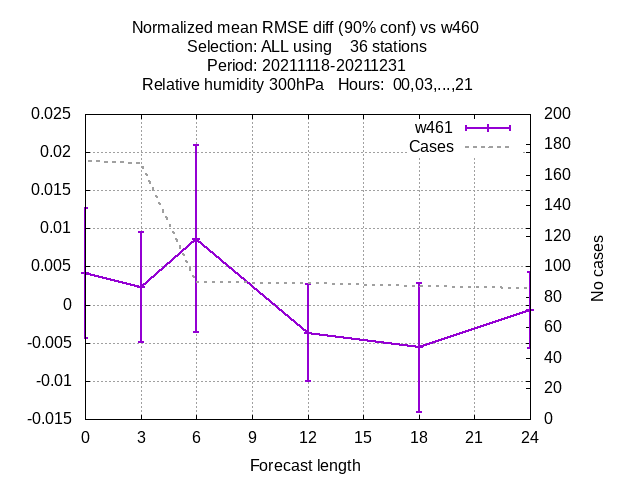 Normalized mean RMSE diff (90% conf) vs w460
Selection: ALL using    36 stations
Period: 20211118-20211231
Relative humidity 300hPa   Hours:  00,03,...,21
w461
Cases
0.025
0.02
0.015
0.01
0.005
0
-0.005
-0.01
-0.015
200
180
160
140
120
100
80
60
40
20
0
No cases
0 3 6 9 12 15 18 21 24
Forecast length